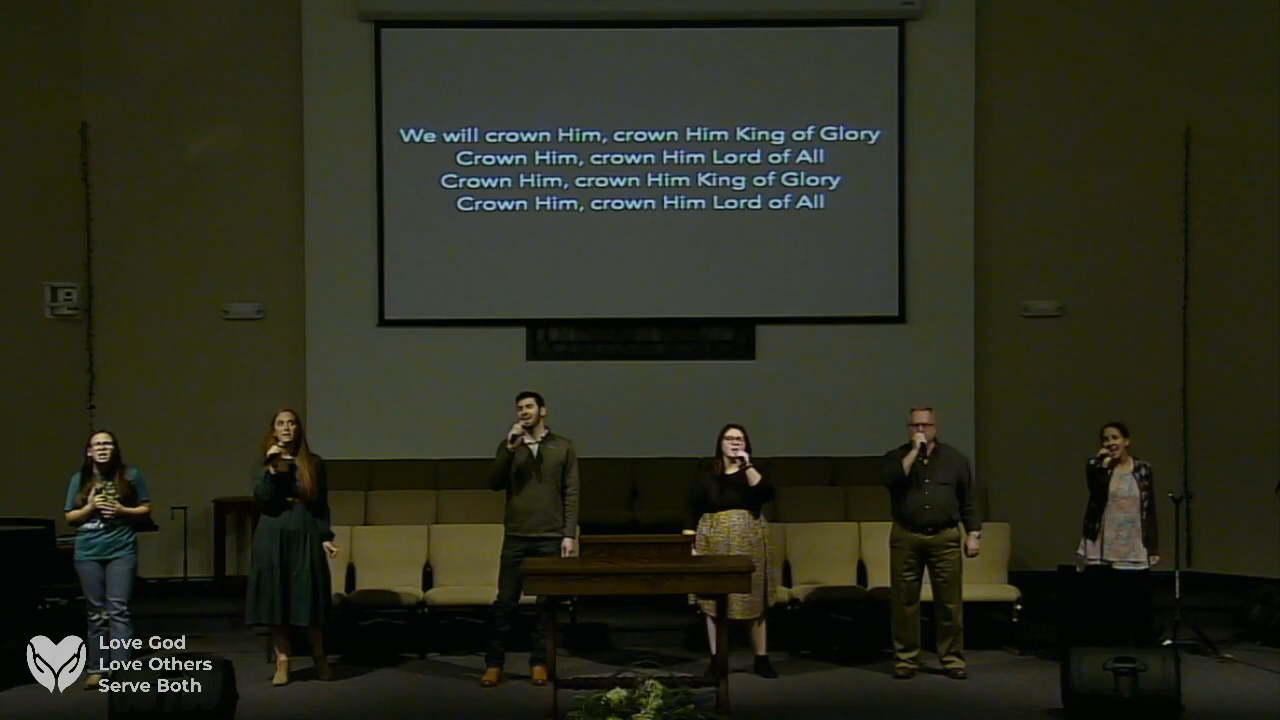 We will crown Him, crown Him King of Glory
Crown Him, crown Him Lord of All
Crown Him, crown Him King of Glory
Crown Him, crown Him Lord of All
Love God
Love Others
Serve Both